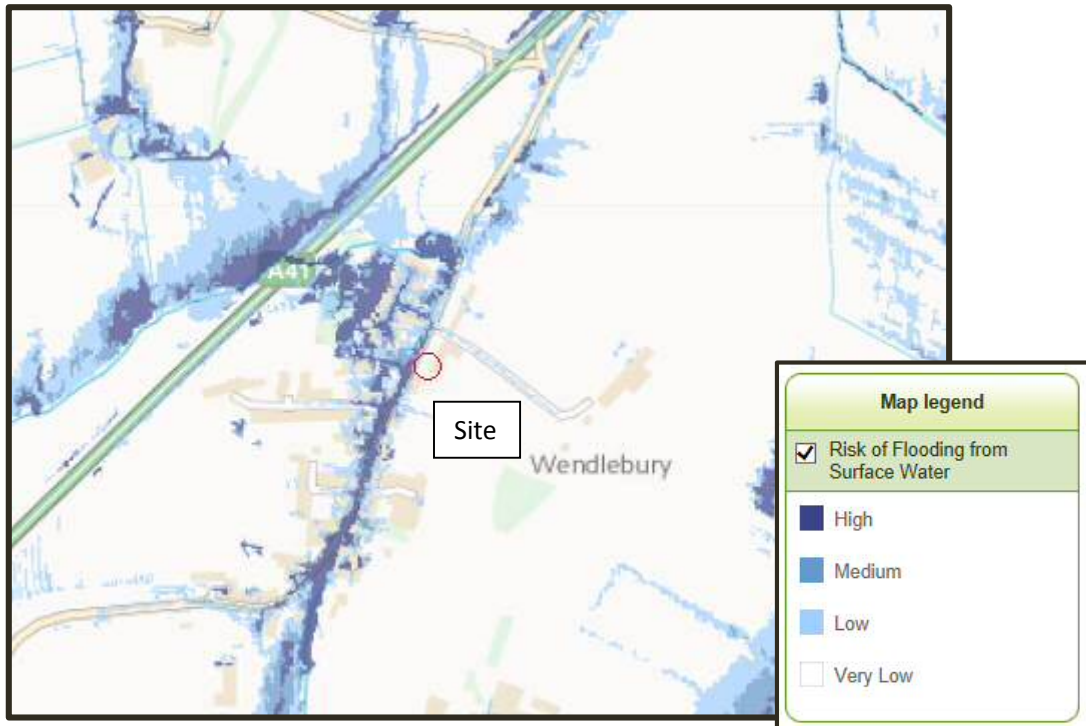 A41
Site
Wendlebury
Map legend
Risk of Flooding from
Surface Water
High
Medium
Low
Very Low